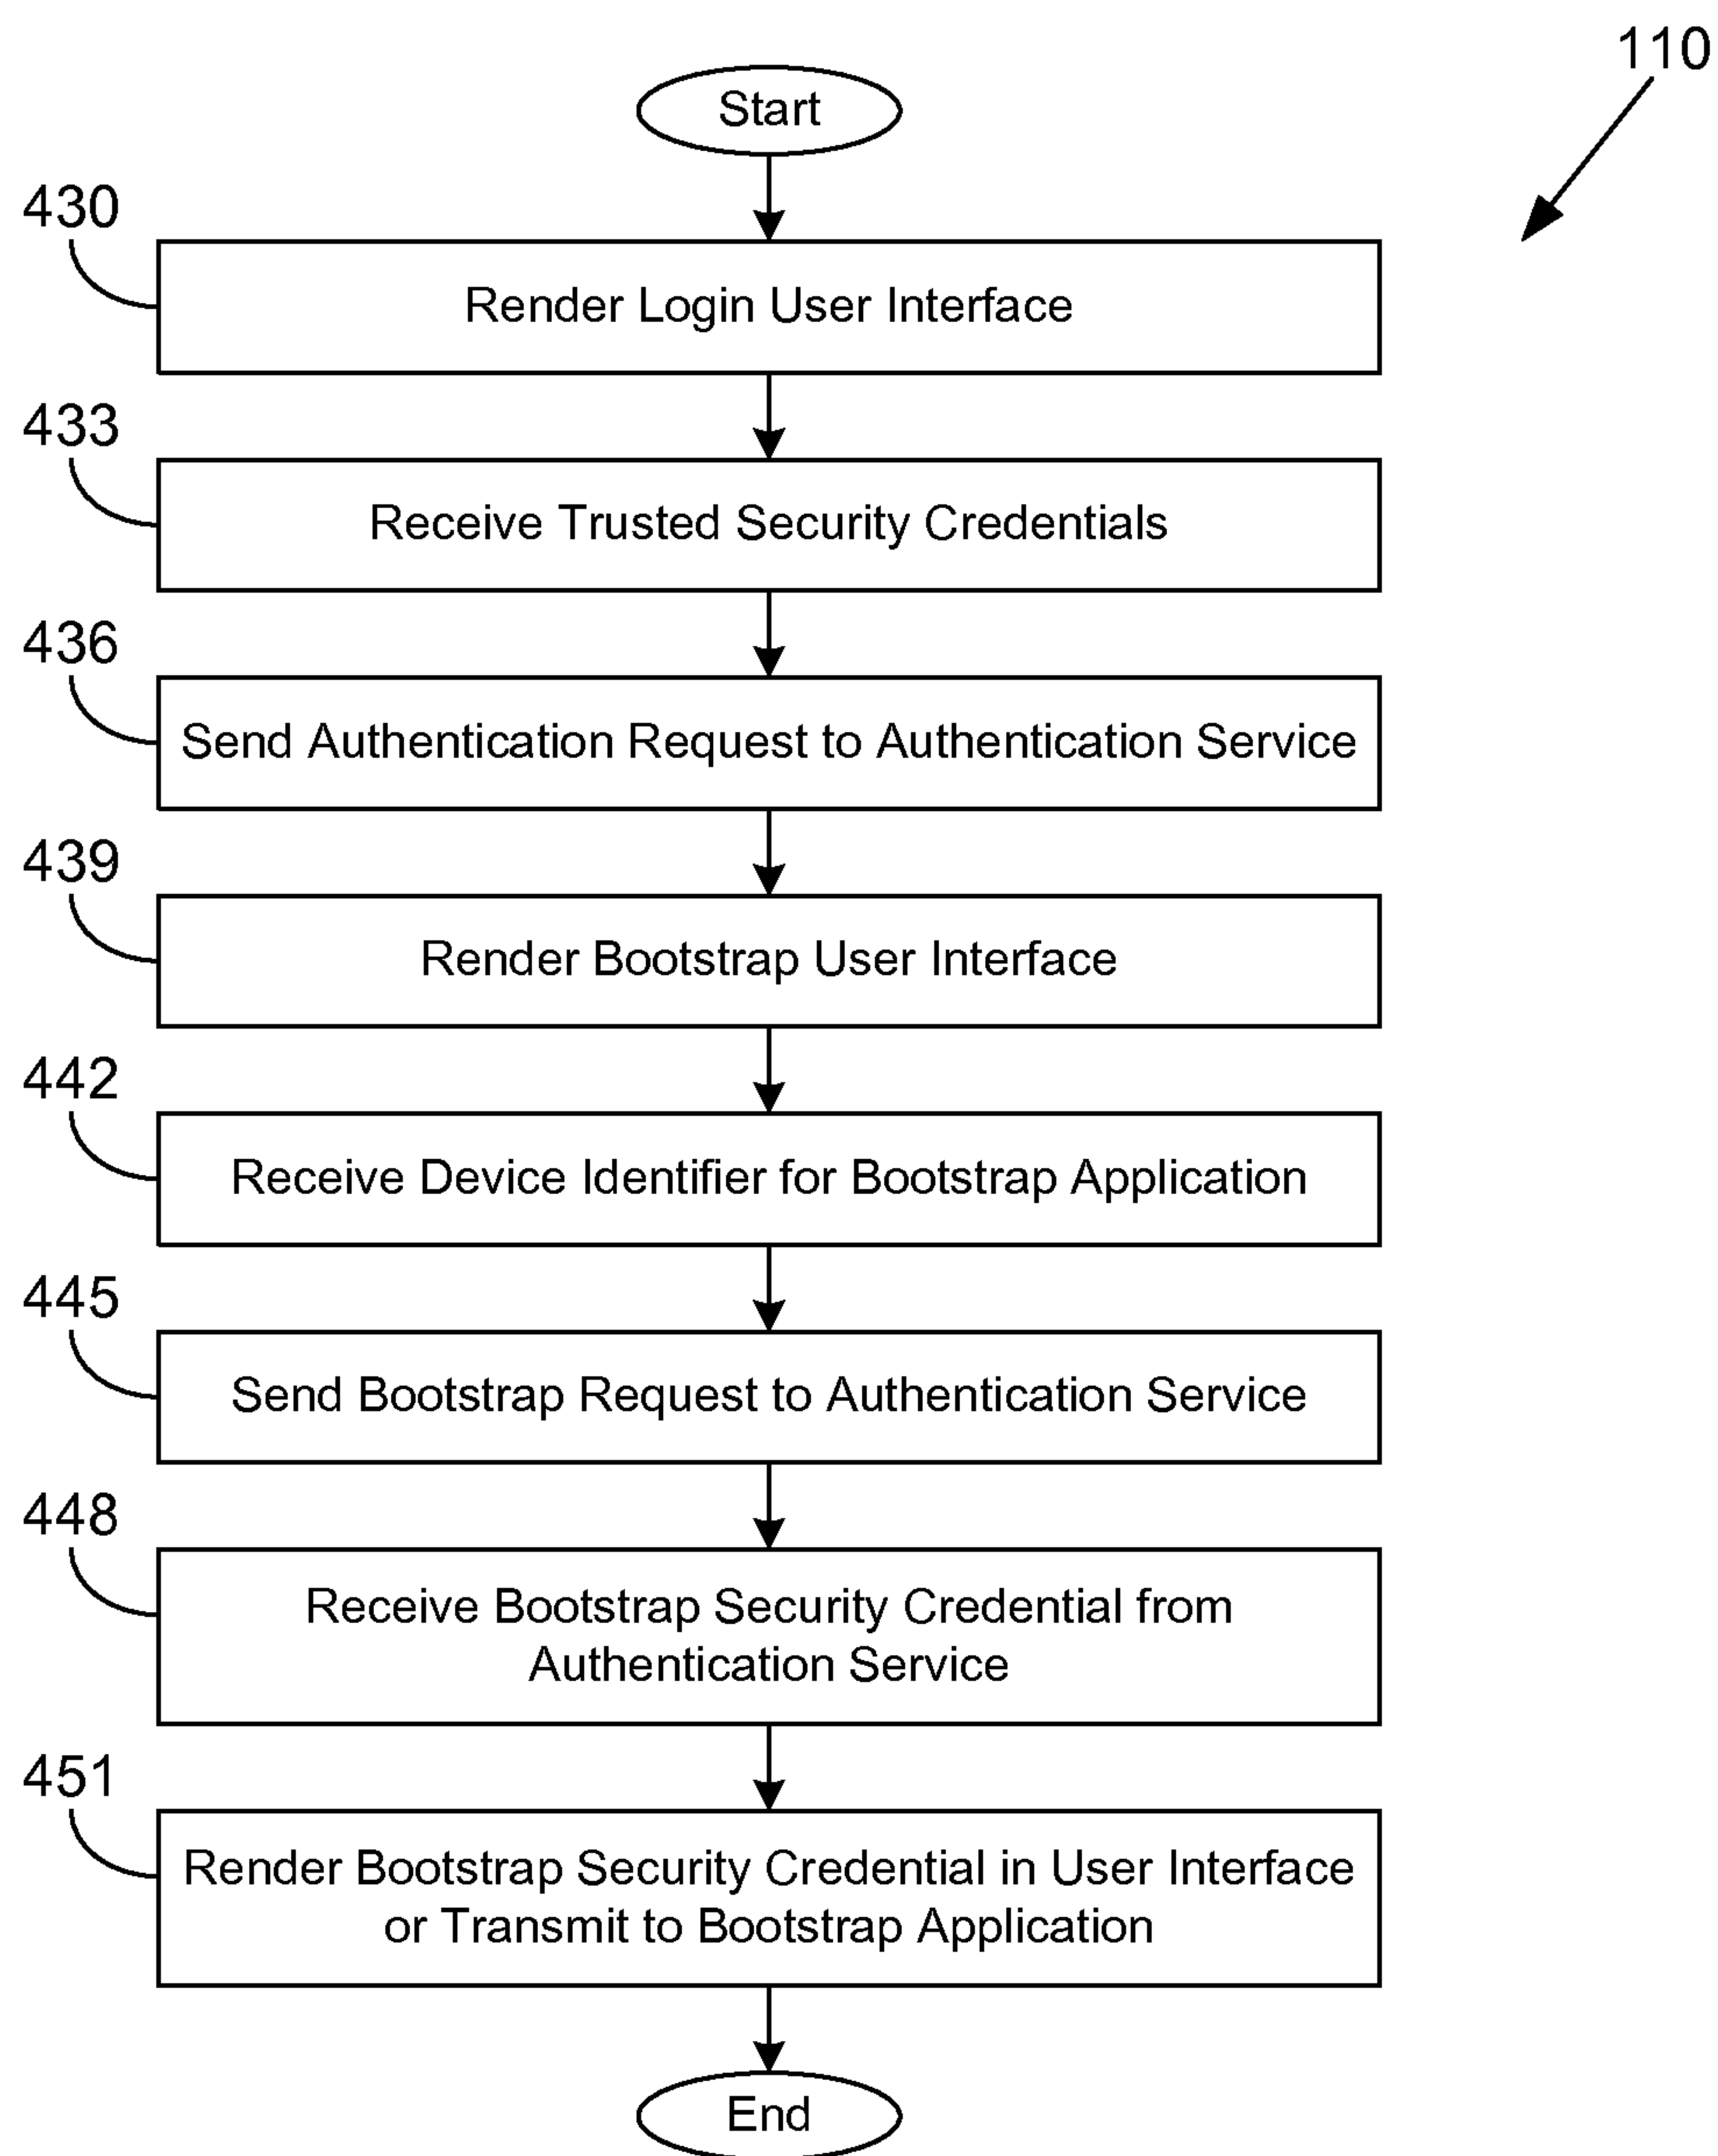 110
Start
430
Render Login User Interface
433
Receive Trusted Security Credentials
436
Send Authentication Request to Authentication Service
439
Render Bootstrap User Interface
442
Receive Device Identifier for Bootstrap Application
445
Send Bootstrap Request to Authentication Service
448
Receive Bootstrap Security Credential from
Authentication Service
451
Render Bootstrap Security Credential in User Interface
or Transmit to Bootstrap Application
End